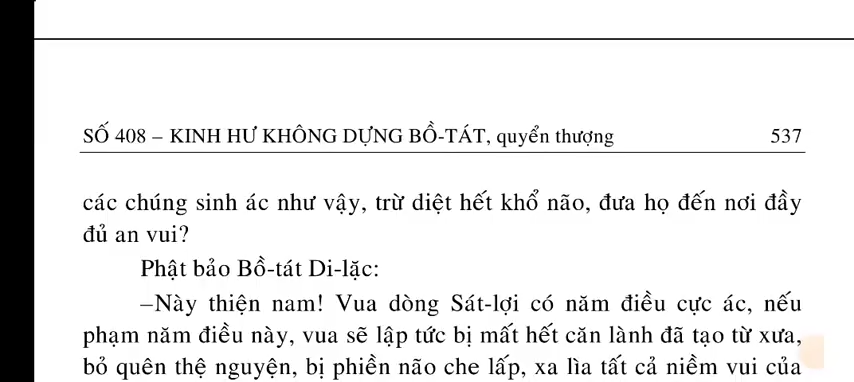 SỐ 408 – KINH HƯ KHÔNG DỰNG BỒ-TÁT, quyển thượng 537
các chúng sinh ác như vậy, trừ diệt hết khổ não, đưa họ đến nơi đầy
đủ an vui?
Phật bảo Bồ-tát Di-lặc:
–Này thiện nam! Vua dòng Sát-lợi có năm điều cực ác, nếu
phạm năm điều này, vua sẽ lập tức bị mất hết căn lành đã tạo từ xưa,
bỏ quên thệ nguyện, bị phiền não che lấp, xa lìa tất cả niềm vui của